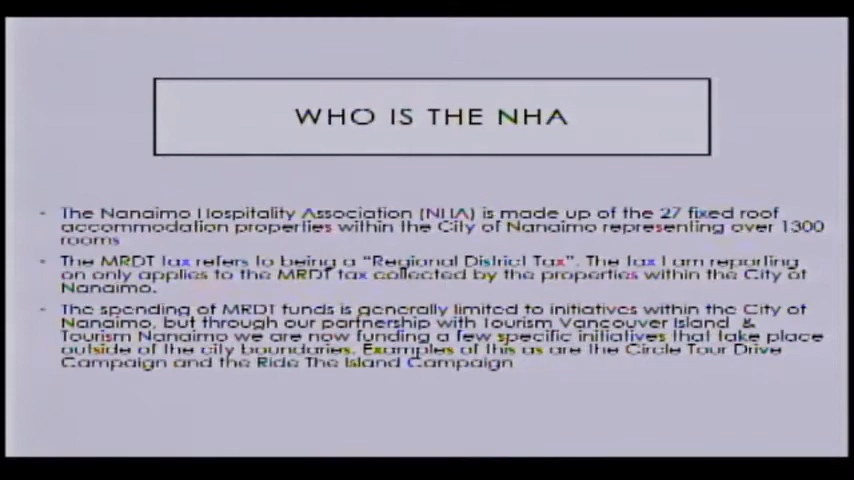 WHO IS THE NHA
- The Nanaimo Hospitality Association (NHA) is made up of the 27 fixed roof
accommodation properties within the City of Nanaimo representing over 1300
rooms
- The MRDT tax refers to being a “Regional District Tax”. The tax I am reporting
on only applies to the MRDT tax collected by the properties within the City of
Nanaimo.
- The spending of MRDT funds is generally limited to initiatives within the City of
Nanaimo, but through our partnership with Tourism Vancouver Island &
Tourism Nanaimo we are now funding a few specific initiatives that take place
outside of the city boundaries. Examples of this as are the Circle Tour Drive
Campaign and the Ride The Island Campaign